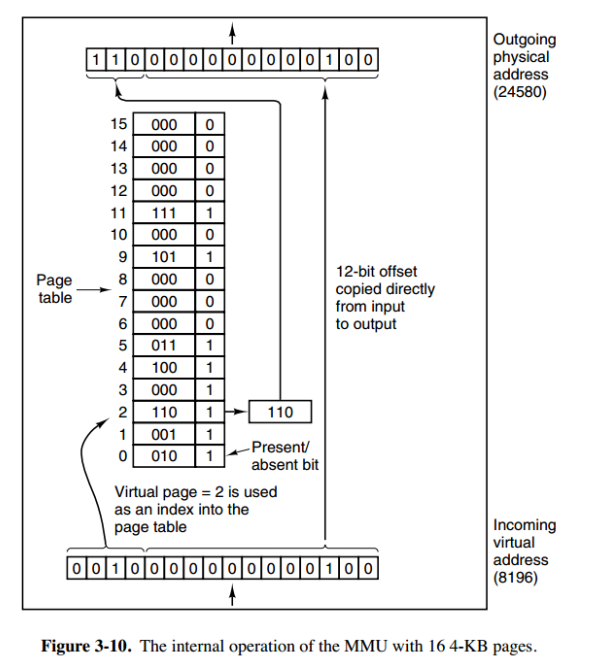 Outgoing
physical
address
(24580)
1 1 0 0 0 0 0 0 0 0 0 0 1 0 0
15 000 0
14 000 0
13 000 0
12 000 0
11 111 1
10 000 0
9 101 1
8 000 0
7 000 0
6 000 0
5 011 1
4 100 1
3 000 1
2 110 1
1 001 1
0 010 1
Page
table
110
12-bit offset
copied directly
from input
to output
Present/
absent bit
Virtual page = 2 is used
as an index into the
page table
0 0 1 0 0 0 0 0 0 0 0 0 0 1 0 0
Incoming
virtual
address
(8196)
Figure 3-10. The internal operation of the MMU with 16 4-KB pages.